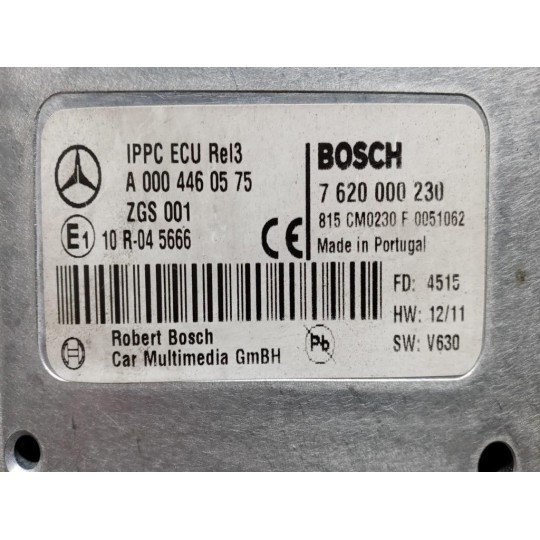 IPPC ECU Rel3
A 000 446 05 75
ZGS 001
E1 10 R-04 5666
CE
BOSCH
7 620 000 230
815 CM0230 F 0051062
Made in Portugal
FD: 4515
HW: 12/11
SW: V630
Robert Bosch
Car Multimedia GmBH
Pb